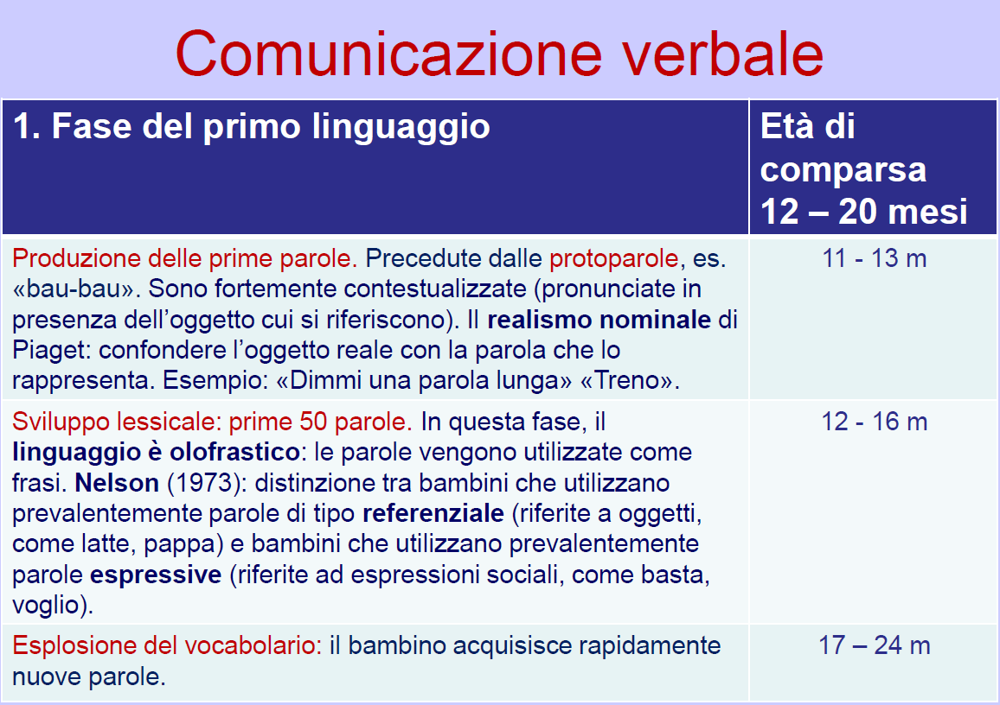 Comunicazione verbale
1. Fase del primo linguaggio
Età di
comparsa
12 – 20 mesi
Produzione delle prime parole. Precedute dalle protoparole, es.
«bau-bau». Sono fortemente contestualizzate (pronunciate in
presenza dell’oggetto cui si riferiscono). Il realismo nominale di
Piaget: confondere l’oggetto reale con la parola che lo
rappresenta. Esempio: «Dimmi una parola lunga» «Treno».
11 - 13 m
Sviluppo lessicale: prime 50 parole. In questa fase, il
linguaggio è olofrastico: le parole vengono utilizzate come
frasi. Nelson (1973): distinzione tra bambini che utilizzano
prevalentemente parole di tipo referenziale (riferite a oggetti,
come latte, pappa) e bambini che utilizzano prevalentemente
parole espressive (riferite ad espressioni sociali, come basta,
voglio).
12 - 16 m
Esplosione del vocabolario: il bambino acquisisce rapidamente
nuove parole.
17 – 24 m